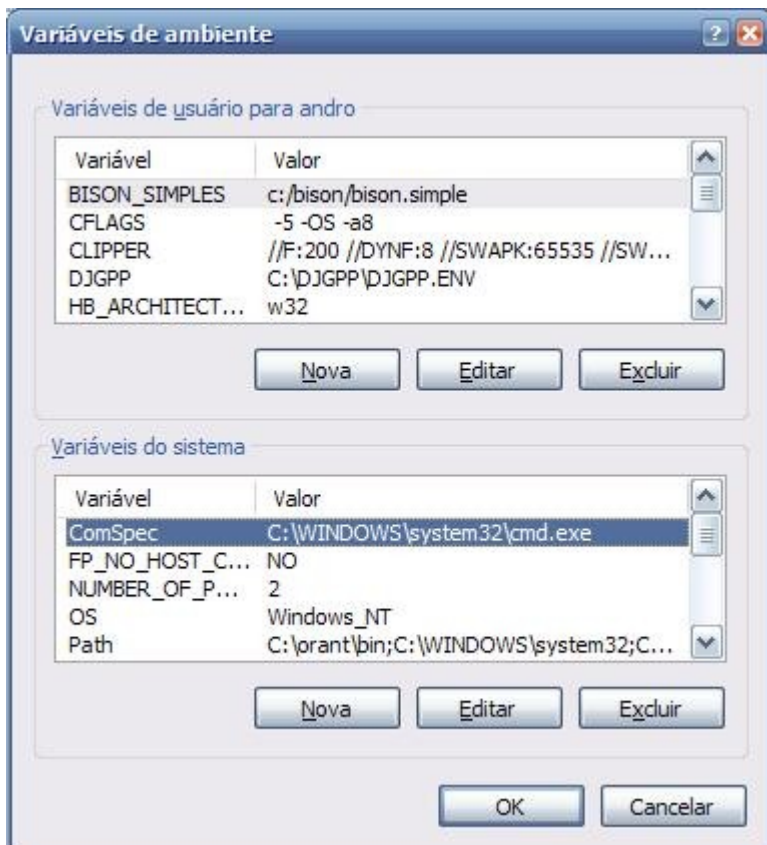 Variáveis de ambiente
Variáveis de usuário para andro
Variável Valor
BISON_SIMPLES c:/bison/bison.simple
CFLAGS -5 -OS -a8
CLIPPER //F:200 //DYNF:8 //SWAPK:65535 //SW...
DJGPP C:\DJGPP\DJGPP.ENV
HB_ARCHITECT... w32
Nova Editar Excluir
Variáveis do sistema
Variável Valor
ComSpec C:\WINDOWS\system32\cmd.exe
FP_NO_HOST_C... NO
NUMBER_OF_P... 2
OS Windows_NT
Path C:\orant\bin;C:\WINDOWS\system32;C...
Nova Editar Excluir
OK Cancelar